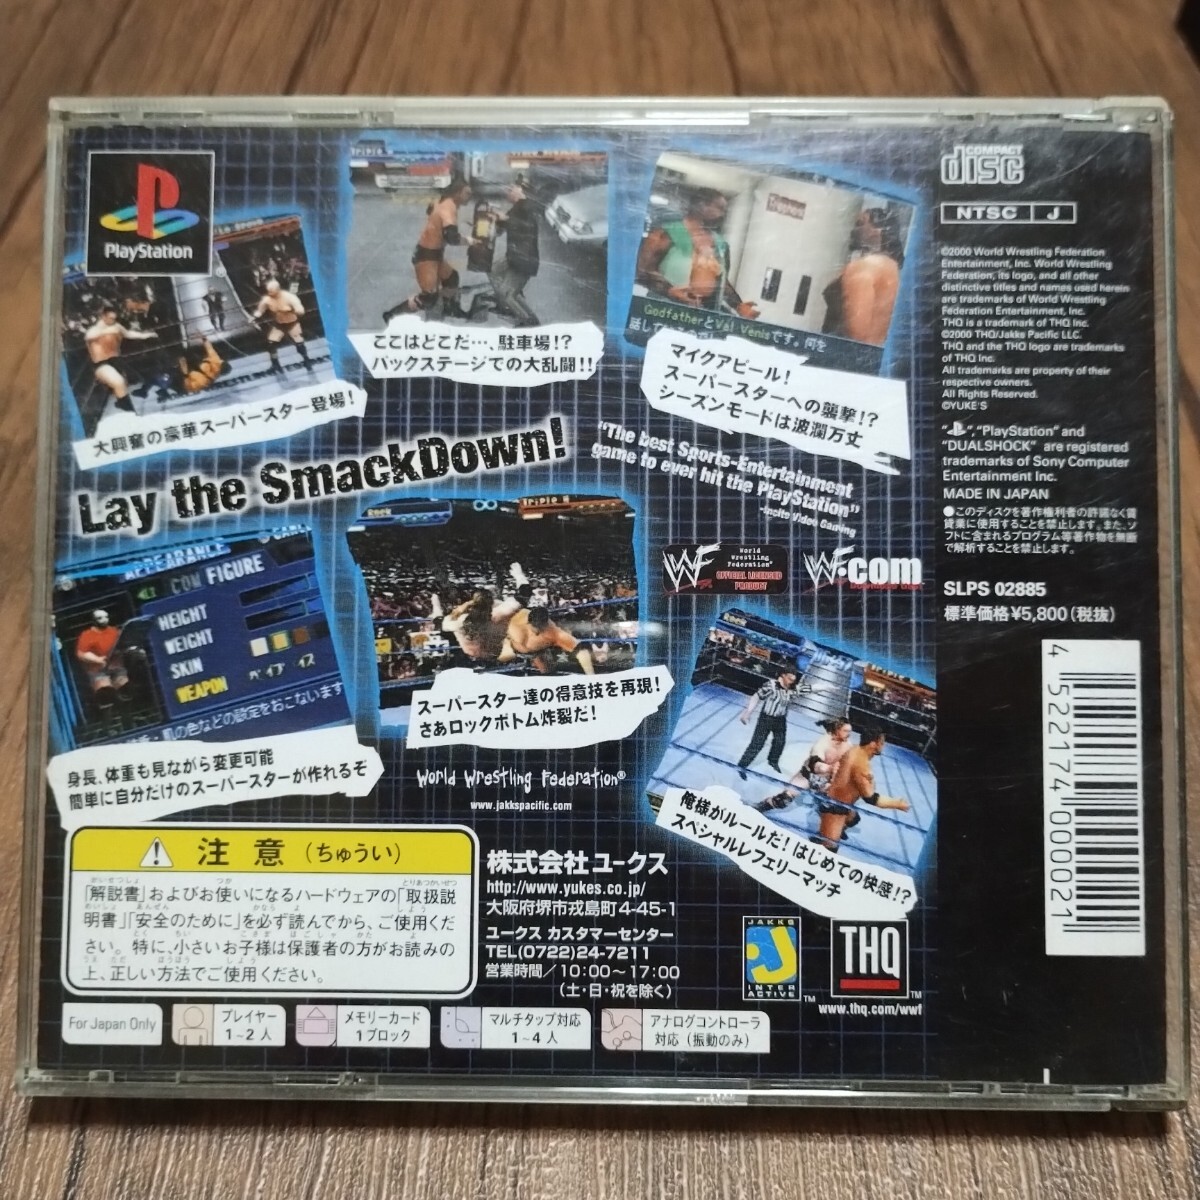 PlayStation
大興奮の豪華スーパースター登場!
ここはどこだ…、駐車場!?
バックステージでの大乱闘!!
GodfatherとVal Venisです。何を
マイクアピール!
スーパースターへの襲撃!?
シーズンモードは波瀾万丈
Lay the SmackDown!
"The best Sports-Entertainment
game to ever hit the PlayStation"
-Incite Video Gaming
APPEARANCE
FIGURE
HEIGHT
WEIGHT
SKIN
WEAPON
・肌の色などの設定をおこないます
身長、体重も見ながら変更可能
簡単に自分だけのスーパースターが作れるぞ
Rock
Triple H
スーパースター達の得意技を再現!
さあロックボトム炸裂だ!
World
Wrestling
Federation®
OFFICIAL LICENSED
PRODUCT
.com
Rock
俺様がルールだ!はじめての快感!?
スペシャルレフェリーマッチ
World Wrestling Federation®
www.jakkspacific.com
注意(ちゅうい)
「解説書」およびお使いになるハードウェアの「取扱説
明書」「安全のために」を必ず読んでから、ご使用くだ
さい。特に、小さいお子様は保護者の方がお読みの
上、正しい方法でご使用ください。
株式会社ユークス
http://www.yukes.co.jp/
大阪府堺市戎島町4-45-1
ユークス カスタマーセンター
TEL(0722)24-7211
営業時間/10:00~17:00
(土・日・祝を除く)
JAKKS
INTER
ACTIVE
TM
THQ
TM
www.thq.com/wwf
For Japan Only
プレイヤー
1~2人
メモリーカード
1ブロック
マルチタップ対応
1~4人
アナログコントローラ
対応(振動のみ)
COMPACT
disc
NTSC J
©2000 World Wrestling Federation
Entertainment, Inc. World Wrestling
Federation, its logo, and all other
distinctive titles and names used herein
are trademarks of World Wrestling
Federation Entertainment, Inc.
THQ is a trademark of THQ Inc.
©2000 THQ/Jakks Pacific LLC.
THQ and the THQ logo are trademarks
of THQ Inc.
All trademarks are property of their
respective owners.
All Rights Reserved.
©YUKE'S
" ", "PlayStation" and
"DUALSHOCK" are registered
trademarks of Sony Computer
Entertainment Inc.
MADE IN JAPAN
●このディスクを著作権利者の許諾なく賃
貸業に使用することを禁止します。また、ソ
フトに含まれるプログラム等著作物を無断
で解析することを禁止します。
SLPS 02885
標準価格¥5,800(税抜)
4 522174 000021